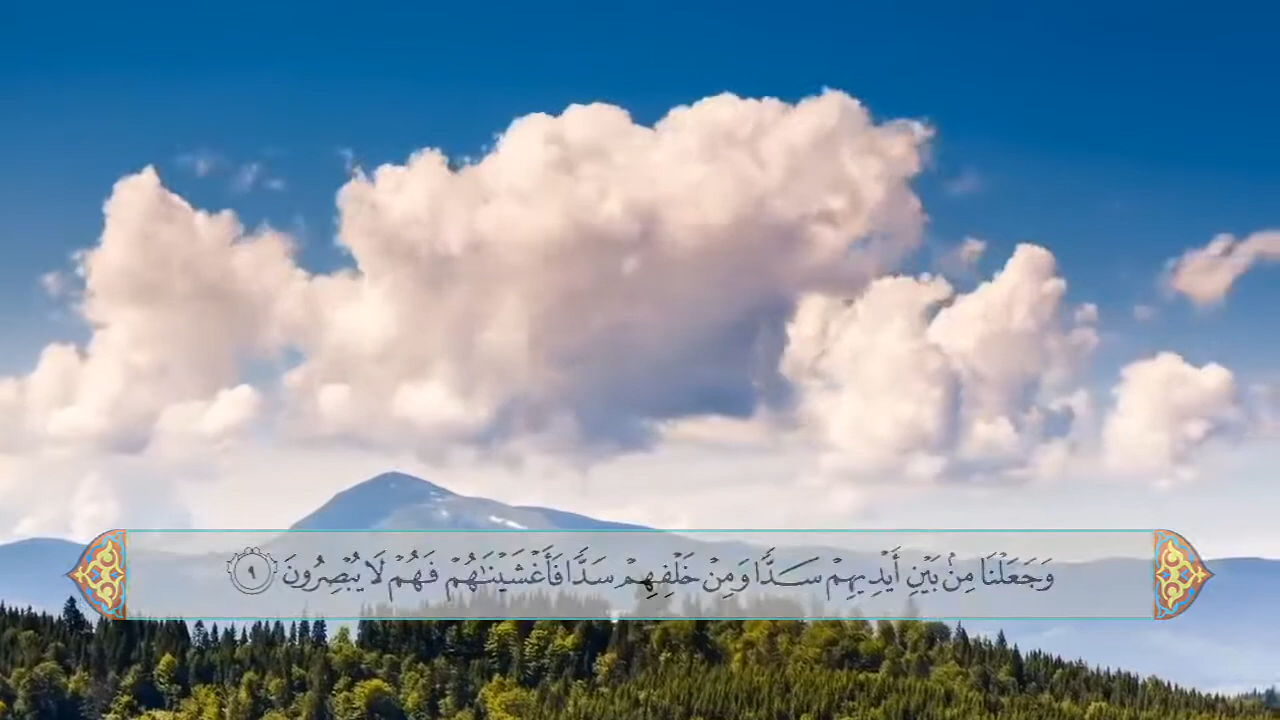 وَجَعَلْنَا مِنۢ بَيْنِ أَيْدِيهِمْ سَدًّا وَمِنْ خَلْفِهِمْ سَدًّا فَأَغْشَيْنَٰهُمْ فَهُمْ لَا يُبْصِرُونَ ٩